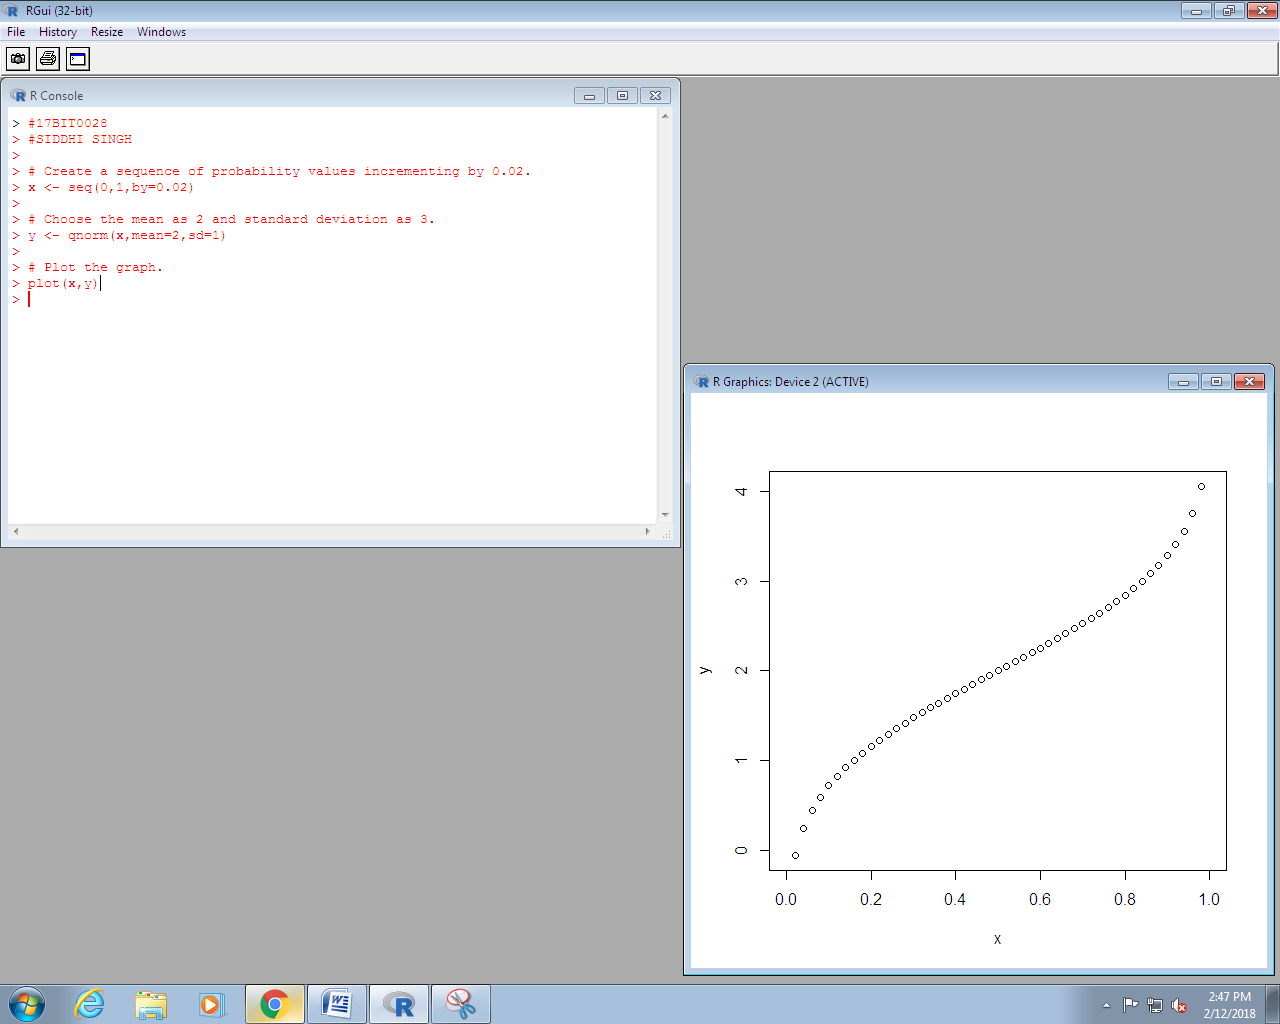 RGui (32-bit)
File History Resize Windows
R Console
> #17BIT0028
> #SIDDHI SINGH
>
> # Create a sequence of probability values incrementing by 0.02.
> x <- seq(0,1,by=0.02)
>
> # Choose the mean as 2 and standard deviation as 3.
> y <- qnorm(x,mean=2,sd=1)
>
> # Plot the graph.
> plot(x,y)
>
R Graphics: Device 2 (ACTIVE)
4
3
2
1
0
y
0.0 0.2 0.4 0.6 0.8 1.0
x
2:47 PM
2/12/2018